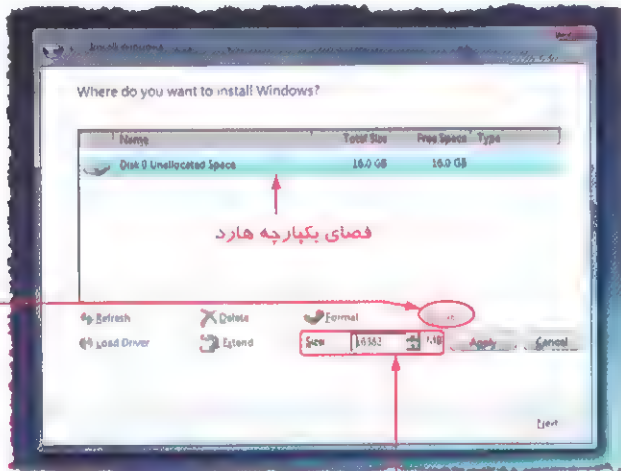 Where do you want to install Windows?
Name Total Size Free Space Type
Disk 0 Unallocated Space 16.0 GB 16.0 GB
فضای یکپارچه هارد
Refresh Delete Format
Load Driver Extend Size 16382 MB Apply Cancel
Next